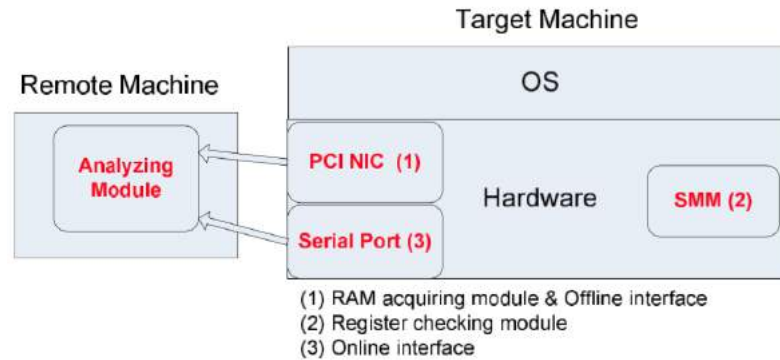 Target Machine
OS
Remote Machine
Analyzing
Module
PCI NIC (1)
Serial Port (3)
Hardware
SMM (2)
(1) RAM acquiring module & Offline interface
(2) Register checking module
(3) Online interface